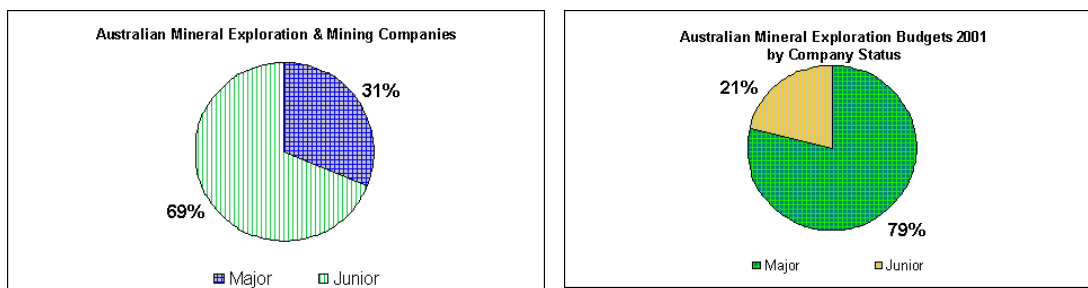 Australian Mineral Exploration & Mining Companies
31%
69%
Major Junior
Australian Mineral Exploration Budgets 2001
by Company Status
21%
79%
Major Junior